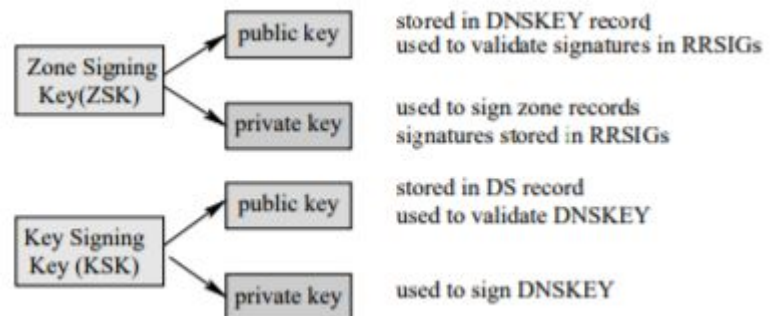 Zone Signing
Key(ZSK)
public key
stored in DNSKEY record
used to validate signatures in RRSIGs
private key
used to sign zone records
signatures stored in RRSIGs
Key Signing
Key (KSK)
public key
stored in DS record
used to validate DNSKEY
private key
used to sign DNSKEY